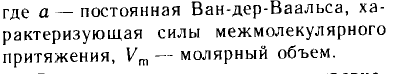 где a — постоянная Ван-дер-Ваальса, ха-
рактеризующая силы межмолекулярного
притяжения, Vm — молярный объем.